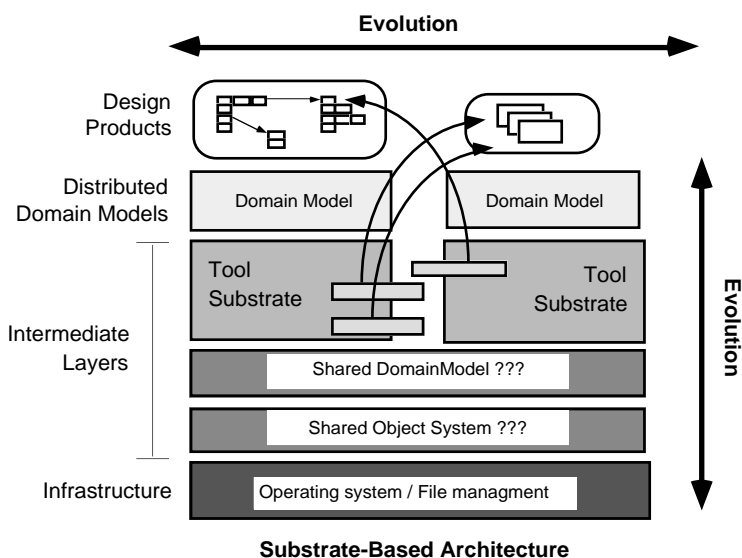 Evolution
Design
Products
Distributed
Domain Models
Domain Model
Domain Model
Tool
Substrate
Tool
Substrate
Evolution
Intermediate
Layers
Shared DomainModel ???
Shared Object System ???
Infrastructure
Operating system / File managment
Substrate-Based Architecture